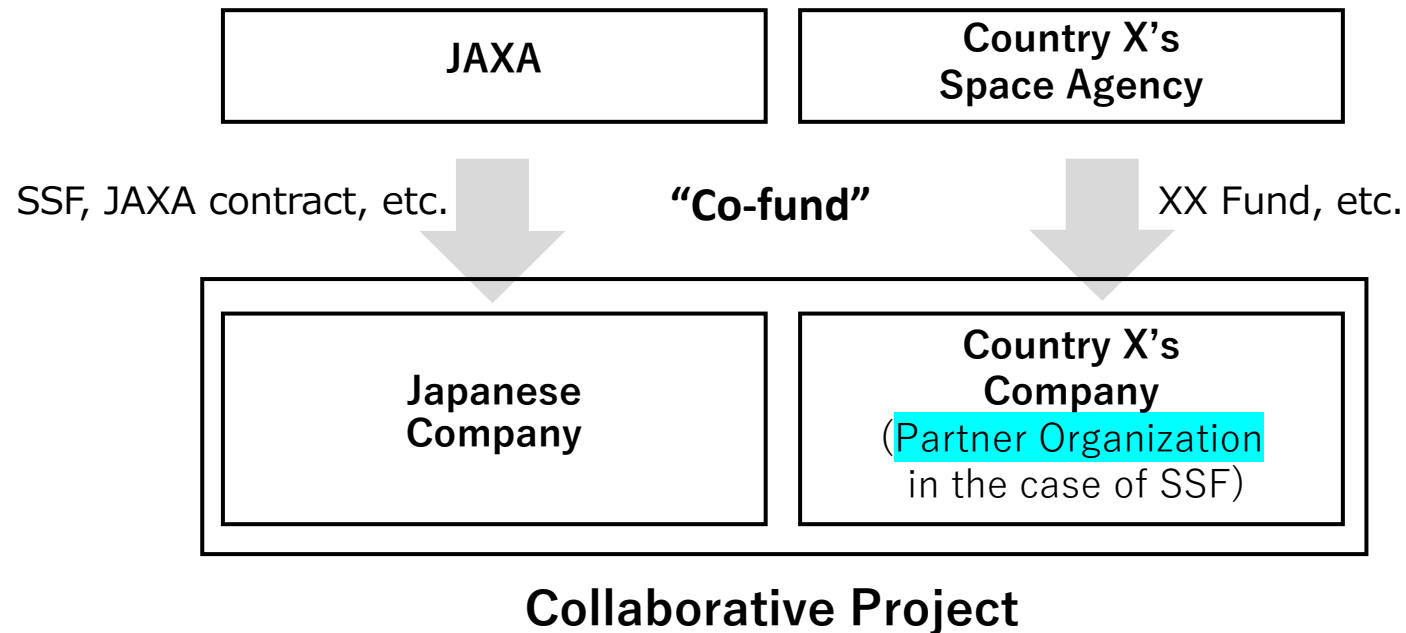 JAXA
Country X’s
Space Agency
SSF, JAXA contract, etc.
“Co-fund”
XX Fund, etc.
Japanese
Company
Country X’s
Company
(Partner Organization
in the case of SSF)
Collaborative Project